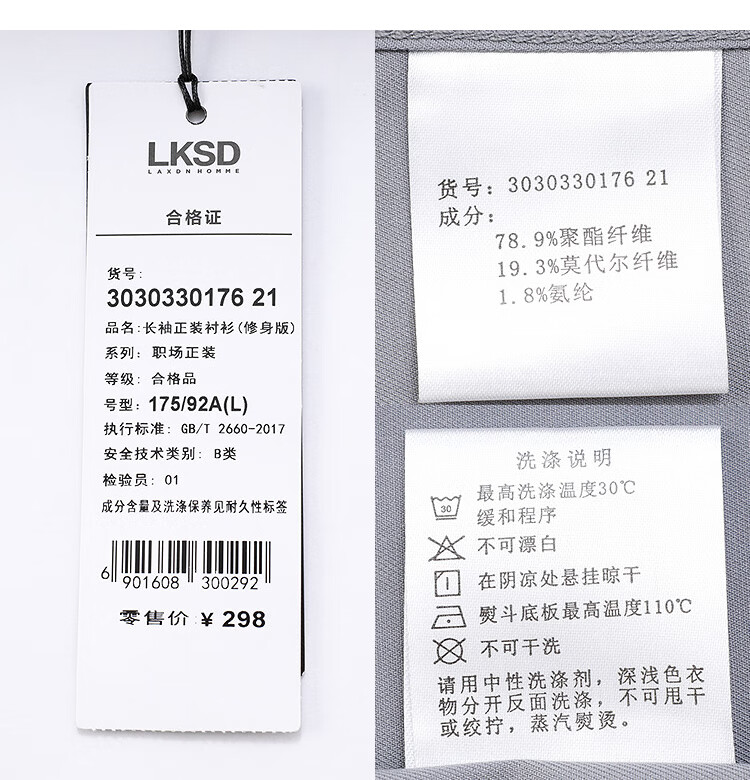 LKSD
LAXDN HOMME
合格证
货号:
3030330176 21
品名: 长袖正装衬衫(修身版)
系列: 职场正装
等级: 合格品
号型: 175/92A(L)
执行标准: GB/T 2660-2017
安全技术类别: B类
检验员: 01
成分含量及洗涤保养见耐久性标签
6 901608 300292
零售价 ¥ 298
货号: 3030330176 21
成分:
78.9%聚酯纤维
19.3%莫代尔纤维
1.8%氨纶
洗涤说明
30
最高洗涤温度30℃
缓和程序
不可漂白
在阴凉处悬挂晾干
熨斗底板最高温度110℃
不可干洗
请用中性洗涤剂，深浅色衣
物分开反面洗涤，不可甩干
或绞拧，蒸汽熨烫。